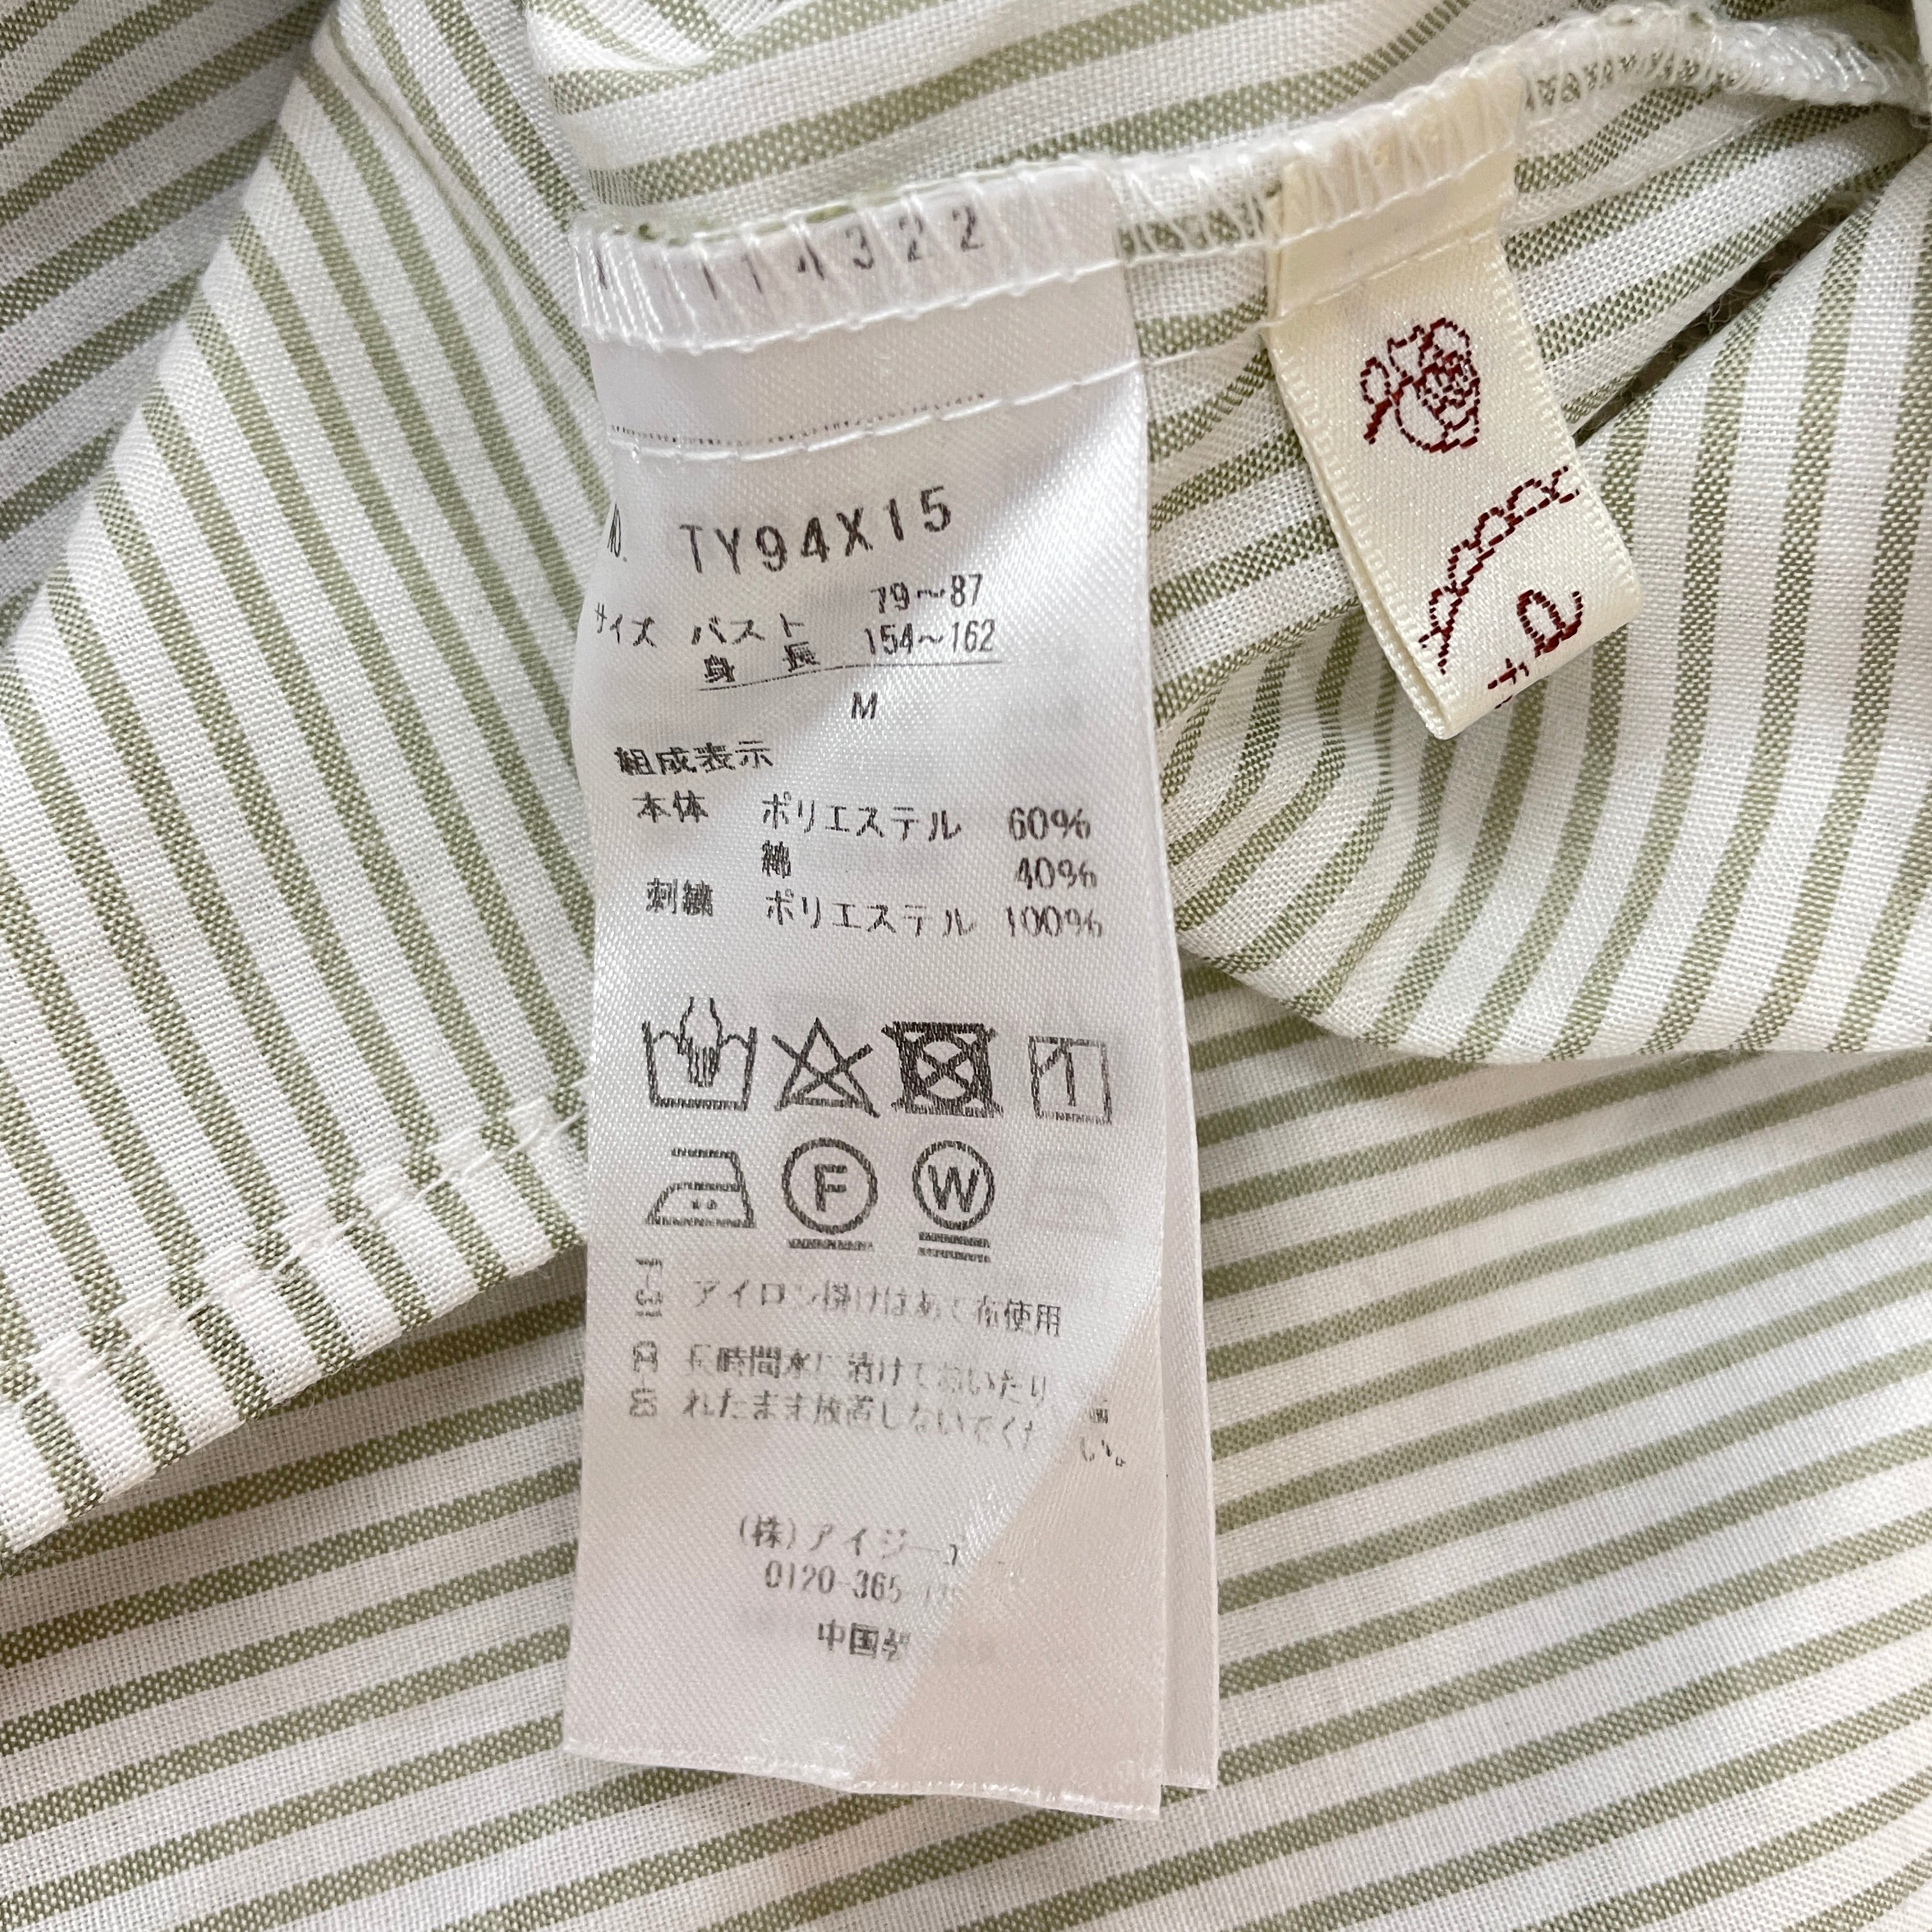 114322
TY94X15
サイズ バスト 79～87
身長 154～162
M
組成表示
本体 ポリエステル 60%
綿 40%
刺繍 ポリエステル 100%
F W
アイロン掛けはあて布使用
長時間水に漬けておいたり、濡
れたまま放置しないでください。
(株)アイジーエー
0120-365
中国製